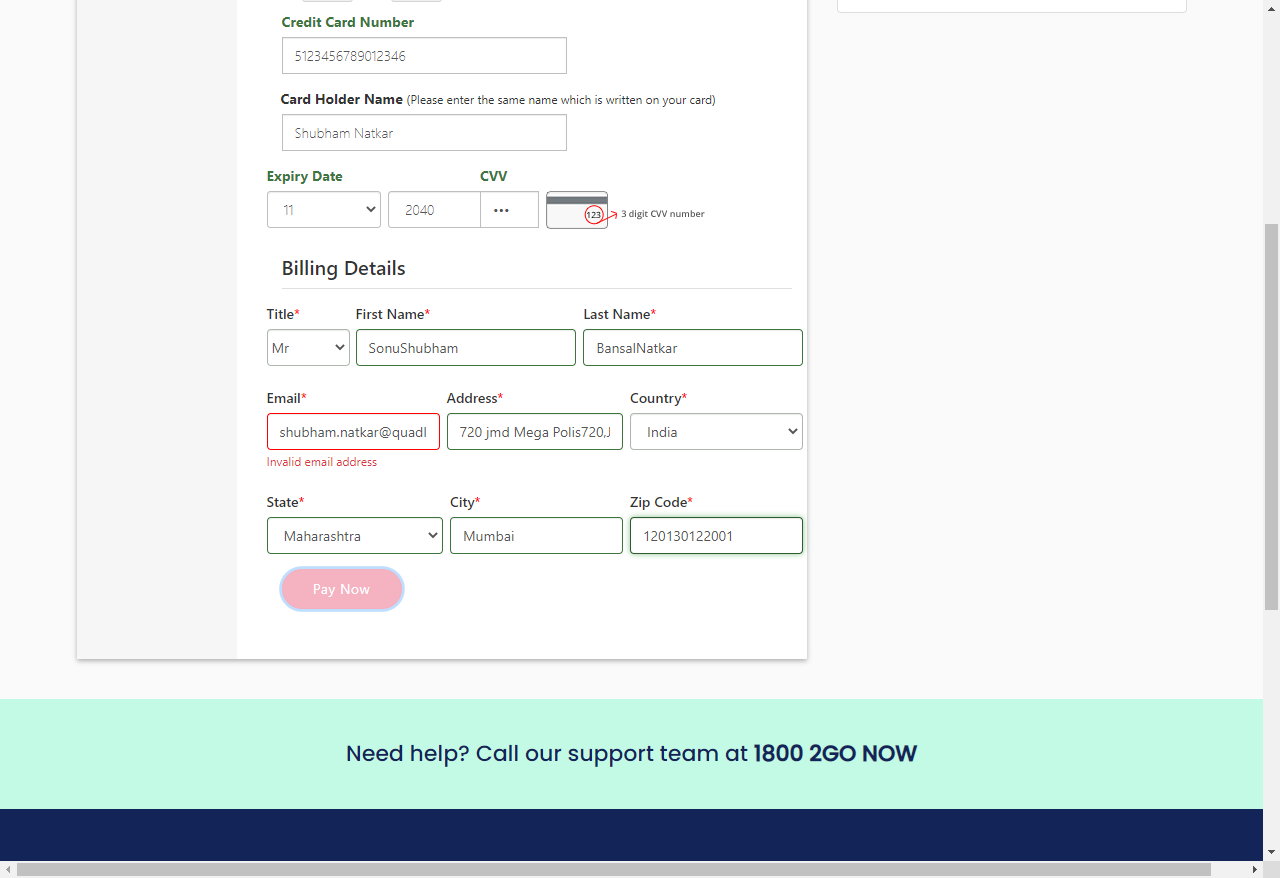 Credit Card Number
5123456789012346
Card Holder Name (Please enter the same name which is written on your card)
Shubham Natkar
Expiry Date CVV
11 2040 ••• 123 3 digit CVV number
Billing Details
Title* First Name* Last Name*
Mr SonuShubham BansalNatkar
Email* Address* Country*
shubham.natkar@quadl 720 jmd Mega Polis720,J India
Invalid email address
State* City* Zip Code*
Maharashtra Mumbai 120130122001
Pay Now
Need help? Call our support team at 1800 2GO NOW